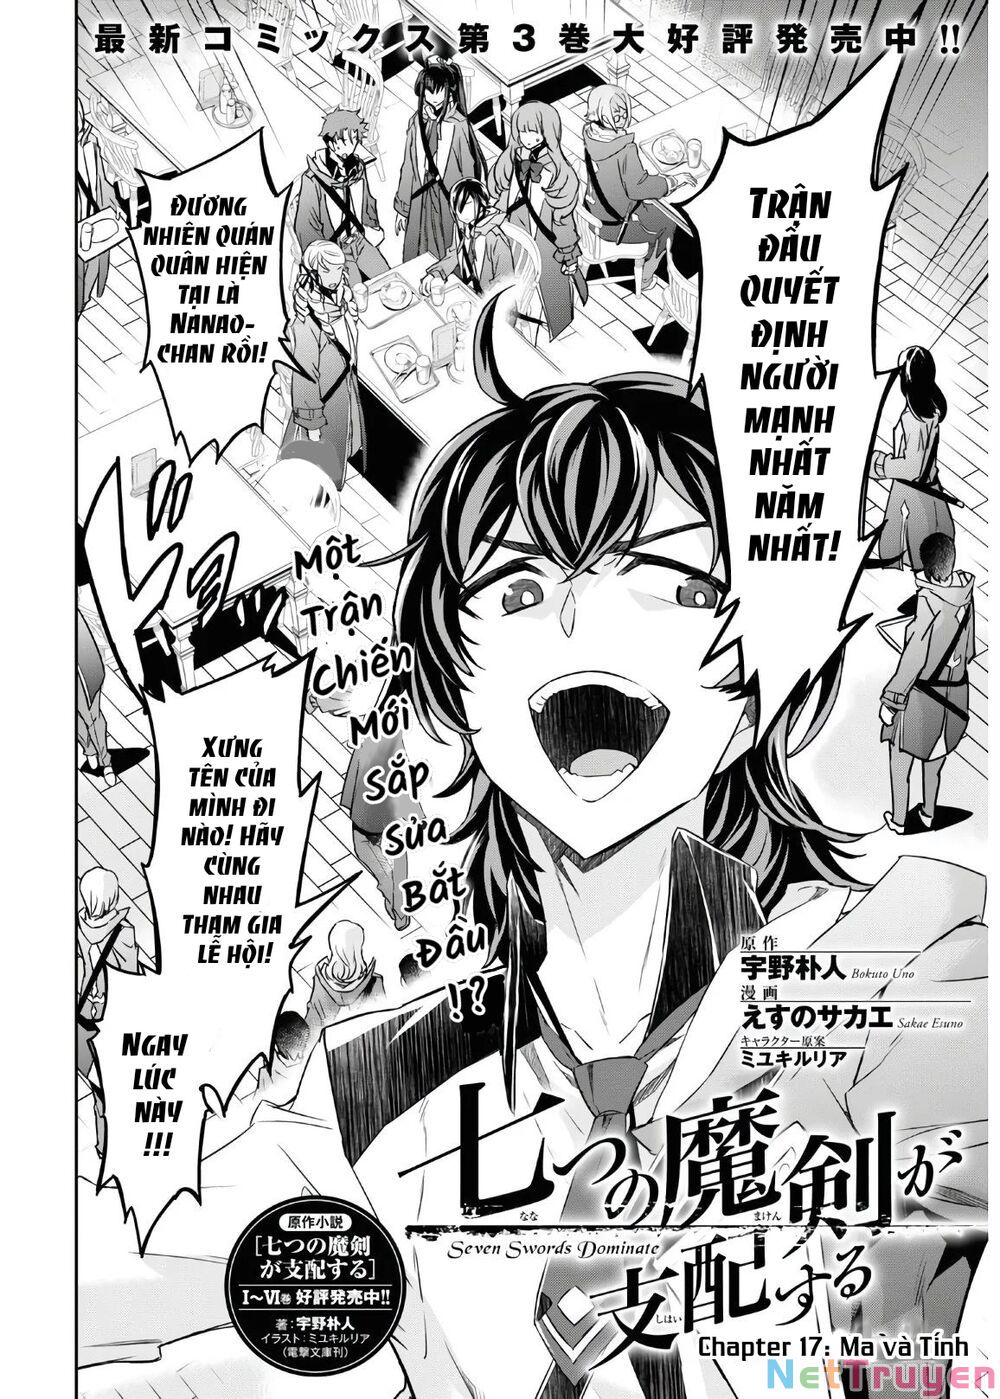 最新コミックス第3巻大好評発売中!!
TRẬN
ĐẤU
QUYẾT
ĐỊNH
NGƯỜI
MẠNH
NHẤT
NĂM
NHẤT!
ĐƯƠNG
NHIÊN QUÁN
QUÂN HIỆN
TẠI LÀ
NANAO-
CHAN RỒI!
Một
Trận
Chiến
Mới
Sắp
Sửa
Bắt
Đầu
!?
XƯNG
TÊN CỦA
MÌNH ĐI
NÀO! HÃY
CÙNG
NHAU
THAM GIA
LỄ HỘI!
NGAY
LÚC
NÀY
!!!
原作
宇野朴人 Bokuto Uno
漫画
えすのサカエ Sakae Esuno
キャラクター原案
ミユキルリア
七つの魔剣が
なな
まけん
Seven Swords Dominate
支配する
しはい
原作小説
[七つの魔剣
が支配する]
I~VI巻 好評発売中!!
著:宇野朴人
イラスト:ミユキルリア
(電撃文庫刊)
Chapter 17: Ma và Tính
NetTruyen